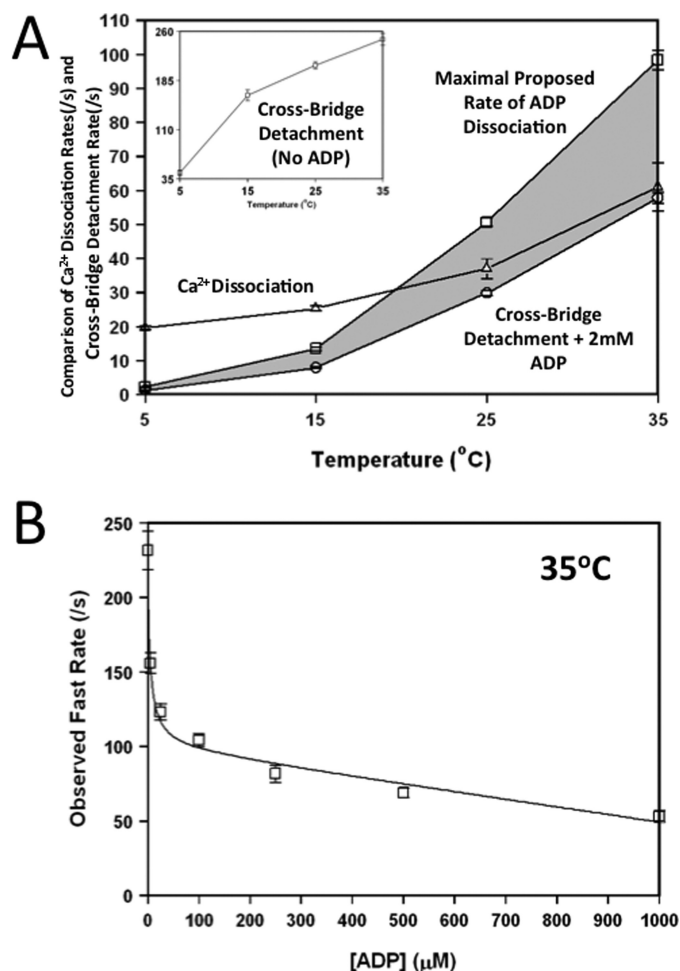 A
Comparison of Ca2+ Dissociation Rates(/s) and
Cross-Bridge Detachment Rate(/s)
110
100
90
80
70
60
50
40
30
20
10
0
260
185
110
35
5
15
25
35
Temperature (°C)
Cross-Bridge
Detachment
(No ADP)
Maximal Proposed
Rate of ADP
Dissociation
Ca2+Dissociation
Cross-Bridge
Detachment + 2mM
ADP
5
15
25
35
Temperature (°C)
B
35°C
Observed Fast Rate (/s)
250
200
150
100
50
0
0
100
200
300
400
500
600
700
800
900
1000
[ADP] (μM)